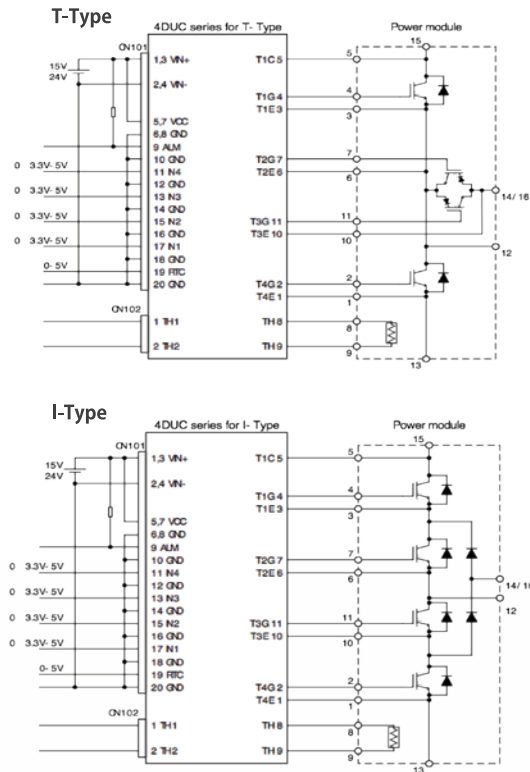 T-Type
4DUC series for T- Type
Power module
CN101
15V
24V
1,3 VIN+
2,4 VIN-
5,7 VCC
6,8 GND
9 ALM
10 GND
0 3.3V- 5V
11 IN4
12 GND
0 3.3V- 5V
13 IN3
14 GND
0 3.3V- 5V
15 IN2
16 GND
0 3.3V- 5V
17 IN1
18 GND
0- 5V
19 RTC
20 GND
CN102
1 TH1
2 TH2
T1C 5
T1G 4
T1E 3
T2G 7
T2E 6
T3G 11
T3E 10
T4G 2
T4E 1
TH 8
TH 9
5
4
3
7
6
11
10
2
1
8
9
15
14/ 16
12
13
I-Type
4DUC series for I- Type
Power module
CN101
15V
24V
1,3 VIN+
2,4 VIN-
5,7 VCC
6,8 GND
9 ALM
10 GND
0 3.3V- 5V
11 IN4
12 GND
0 3.3V- 5V
13 IN3
14 GND
0 3.3V- 5V
15 IN2
16 GND
0 3.3V- 5V
17 IN1
18 GND
0- 5V
19 RTC
20 GND
CN102
1 TH1
2 TH2
T1C 5
T1G 4
T1E 3
T2G 7
T2E 6
T3G 11
T3E 10
T4G 2
T4E 1
TH 8
TH 9
5
4
3
7
6
11
10
2
1
8
9
15
12
13